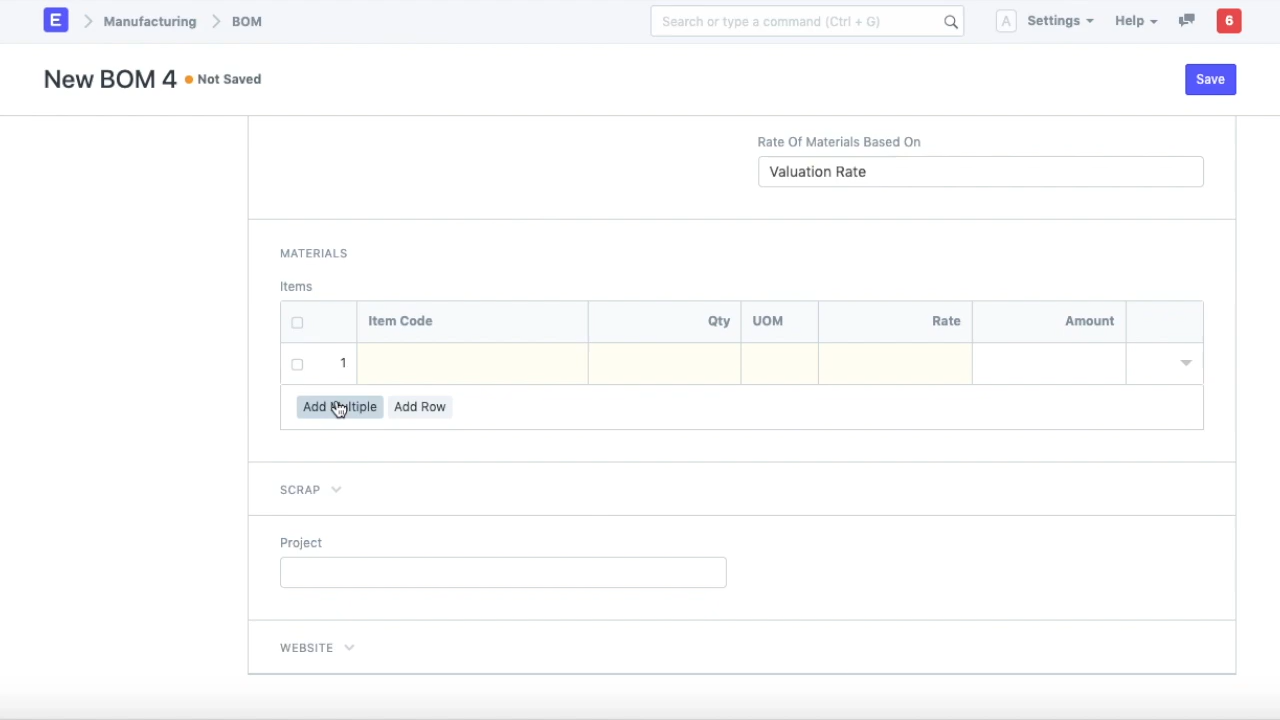 E Manufacturing BOM Search or type a command (Ctrl + G) A Settings Help 6
New BOM 4 Not Saved Save
Rate Of Materials Based On
Valuation Rate
MATERIALS
Items
Item Code Qty UOM Rate Amount
1
Add Multiple Add Row
SCRAP
Project
WEBSITE